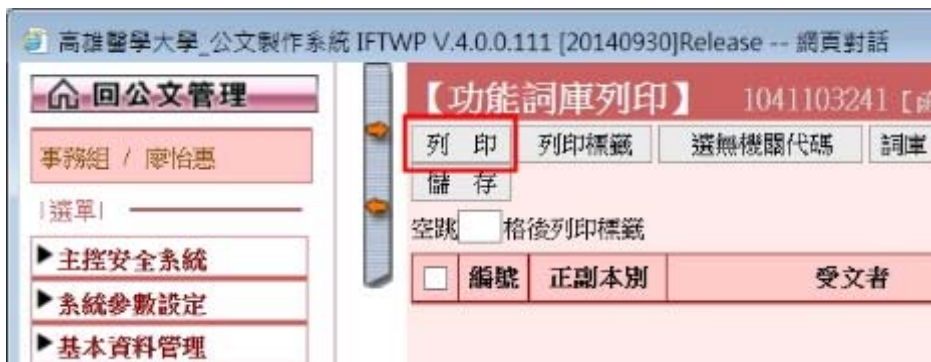 高雄醫學大學_公文製作系統 IFTWP V.4.0.0.111 [20140930]Release -- 網頁對話
回公文管理
事務組 / 廖怡惠
|選單|
▶主控安全系統
▶系統參數設定
▶基本資料管理
【功能詞庫列印】 1041103241
列 印 列印標籤 選無機關代碼 詞庫
儲 存
空跳 格後列印標籤
編號 正副本別 受文者